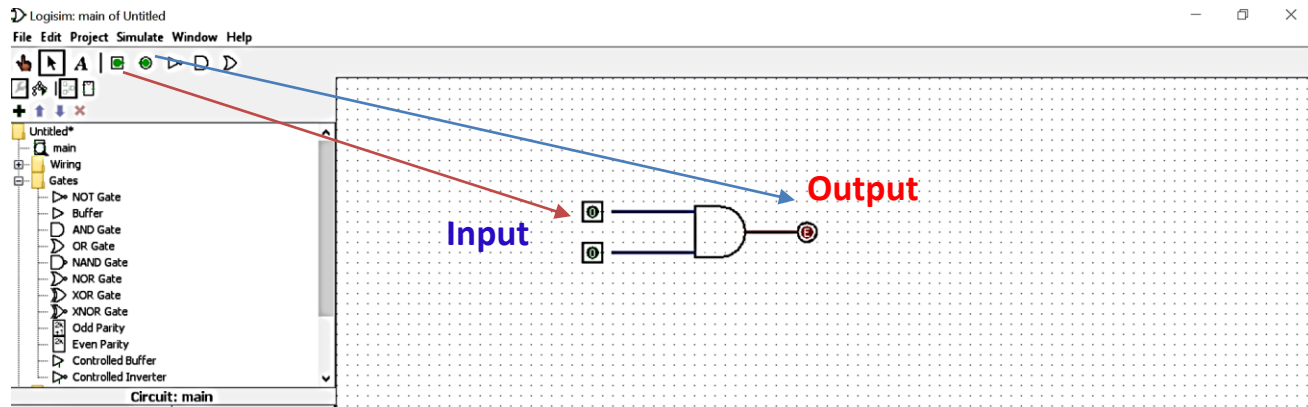 Logisim: main of Untitled
File Edit Project Simulate Window Help
A
Untitled*
main
Wiring
Gates
NOT Gate
Buffer
AND Gate
OR Gate
NAND Gate
NOR Gate
XOR Gate
XNOR Gate
Odd Parity
Even Parity
Controlled Buffer
Controlled Inverter
Circuit: main
Output
0
Input
E
0